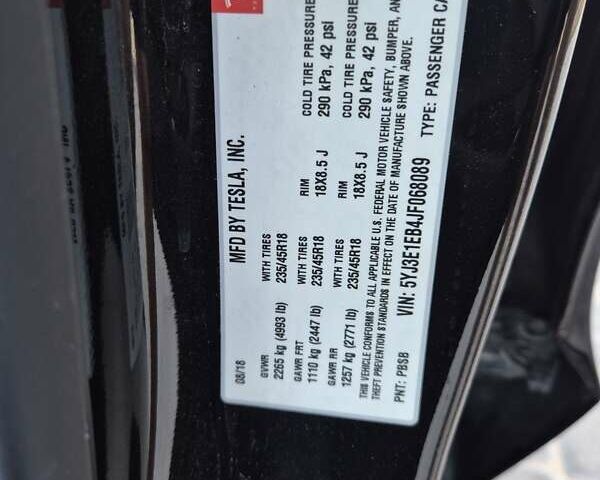 MFD BY TESLA, INC.
08/18
GVWR WITH TIRES RIM COLD TIRE PRESSURE
2265 kg (4993 lb) 235/45R18 18X8.5 J 290 kPa, 42 psi
GAWR FRT WITH TIRES RIM COLD TIRE PRESSURE
1110 kg (2447 lb) 235/45R18 18X8.5 J 290 kPa, 42 psi
GAWR RR WITH TIRES
1257 kg (2771 lb) 235/45R18
THIS VEHICLE CONFORMS TO ALL APPLICABLE U.S. FEDERAL MOTOR VEHICLE SAFETY, BUMPER, AN
THEFT PREVENTION STANDARDS IN EFFECT ON THE DATE OF MANUFACTURE SHOWN ABOVE.
VIN: 5YJ3E1EB4JF068089 TYPE: PASSENGER CA
PNT: PBSB